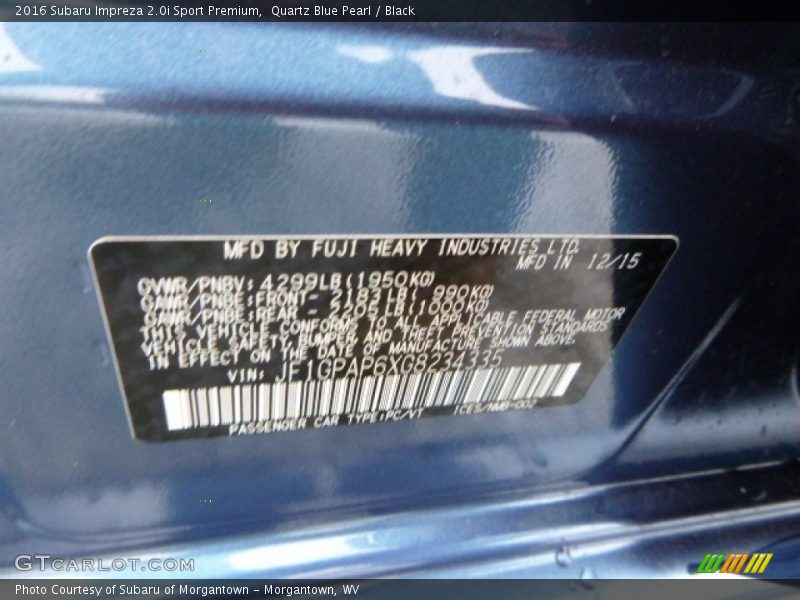 2016 Subaru Impreza 2.0i Sport Premium,  Quartz Blue Pearl / Black
MFD BY FUJI HEAVY INDUSTRIES LTD.
MFD IN 12/15
GVWR/PNBV: 4299LB(1950KG)
GAWR/PNBE:FRONT- 2183LB( 990KG)
GAWR/PNBE:REAR - 2205LB(1000KG)
THIS VEHICLE CONFORMS TO ALL APPLICABLE FEDERAL MOTOR
VEHICLE SAFETY, BUMPER AND THEFT PREVENTION STANDARDS
IN EFFECT ON THE DATE OF MANUFACTURE SHOWN ABOVE.
VIN: JF1GPAP6XG8234335
PASSENGER CAR TYPE:PC/VT ICES/NMB-002
GTCARLOT.COM
Photo Courtesy of Subaru of Morgantown – Morgantown, WV